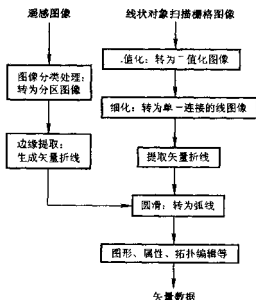 遥感图像
线状对象扫描栅格图像
图像分类处理:
转为分区图像
边缘提取:
生成矢量折线
二值化: 转为二值化图像
细化: 转为单一连接的线图像
提取矢量折线
圆滑: 转为弧线
图形、属性、拓扑编辑等
矢量数据